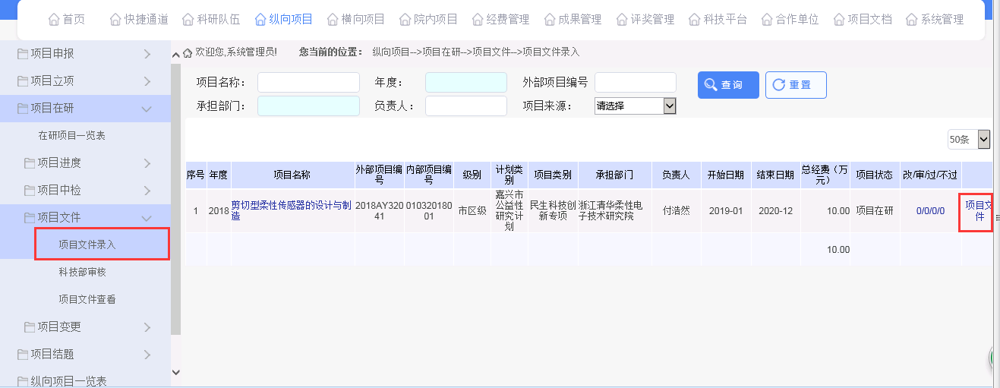 首页 快捷通道 科研队伍 纵向项目 横向项目 院内项目 经费管理 成果管理 评奖管理 科技平台 合作单位 项目文档 系统管理
项目申报
项目立项
项目在研
在研项目一览表
项目进度
项目中检
项目文件
项目文件录入
科技部审核
项目文件查看
项目变更
项目结题
纵向项目一览表
欢迎您,系统管理员! 您当前的位置: 纵向项目-->项目在研-->项目文件-->项目文件录入
项目名称: 年度: 外部项目编号 查询 重置
承担部门: 负责人: 项目来源: 请选择
50条
序号 年度 项目名称 外部项目编号 内部项目编号 级别 计划类别 项目类别 承担部门 负责人 开始日期 结束日期 总经费（万元） 项目状态 改/审/过/不过
1 2018 剪切型柔性传感器的设计与制造 2018AY32041 01032018001 市区级 嘉兴市公益性研究计划 民生科技创新专项 浙江清华柔性电子技术研究院 付浩然 2019-01 2020-12 10.00 项目在研 0/0/0/0 项目文件
10.00